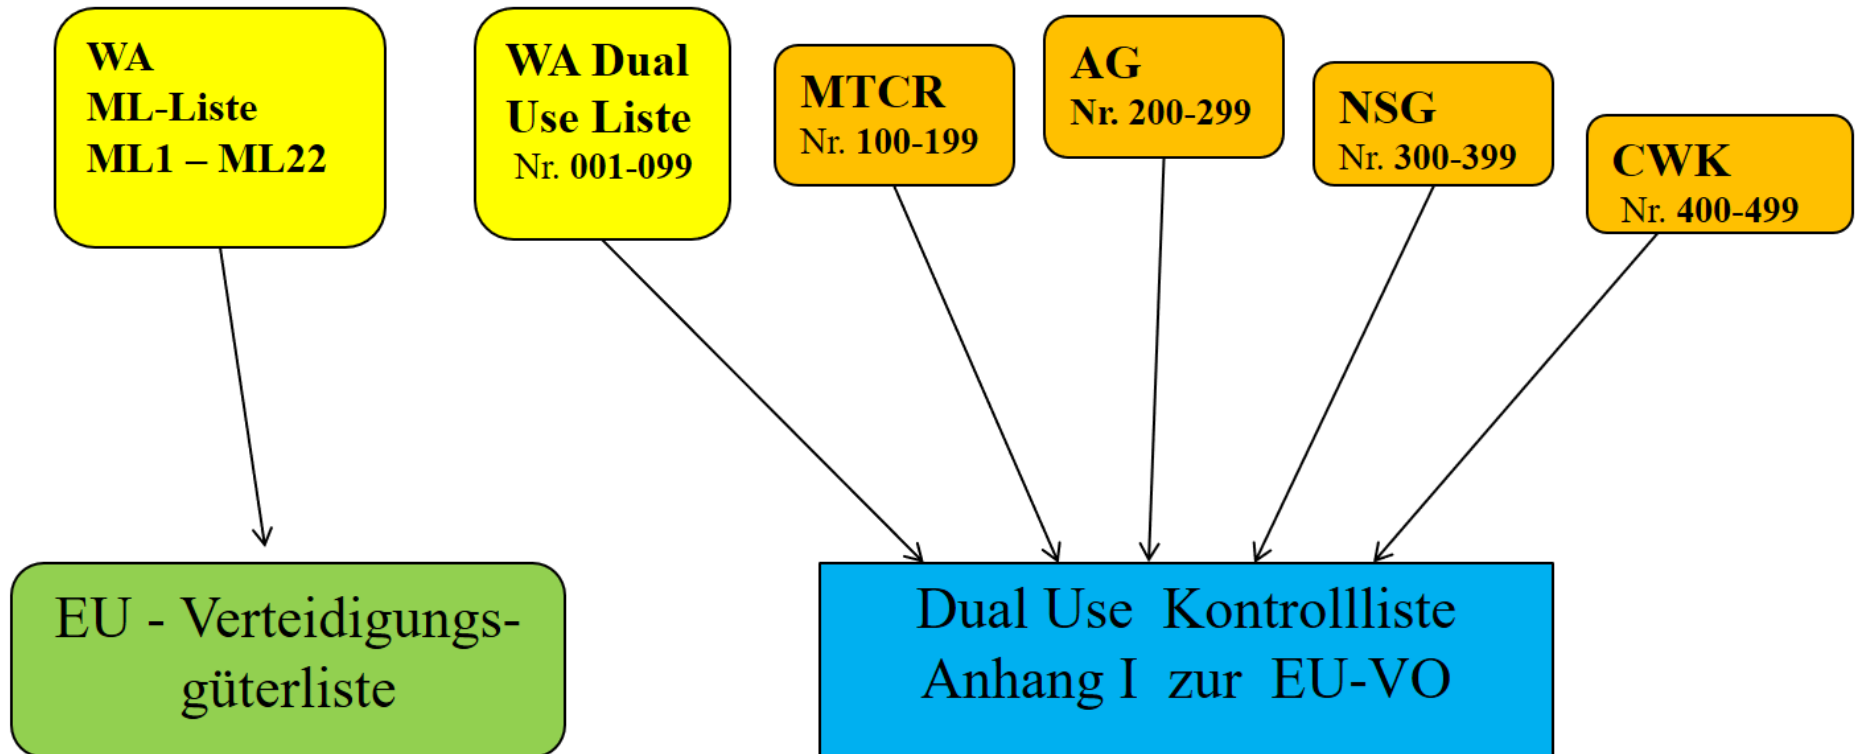 WA
ML-Liste
ML1 – ML22
WA Dual
Use Liste
Nr. 001-099
MTCR
Nr. 100-199
AG
Nr. 200-299
NSG
Nr. 300-399
CWK
Nr. 400-499
EU - Verteidigungs-
güterliste
Dual Use Kontrollliste
Anhang I zur EU-VO